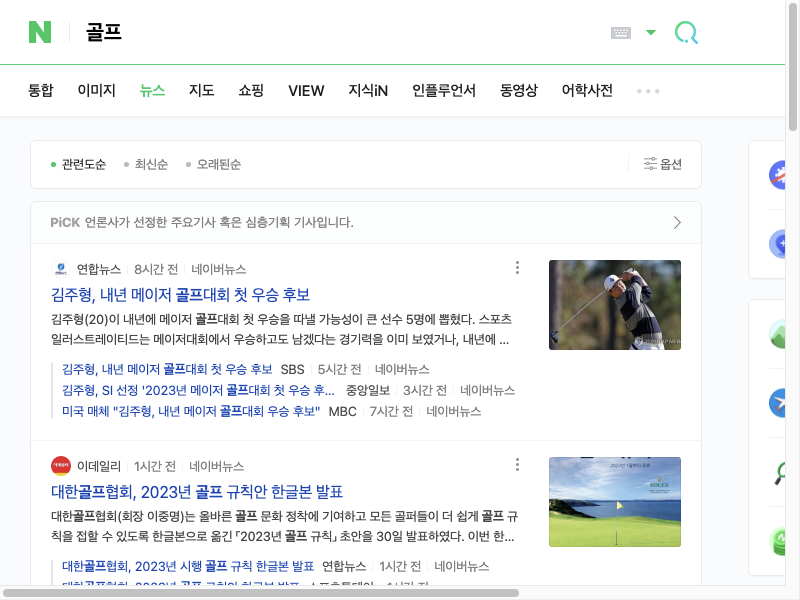 N 골프
통합 이미지 뉴스 지도 쇼핑 VIEW 지식iN 인플루언서 동영상 어학사전
관련도순 최신순 오래된순 옵션
PiCK 언론사가 선정한 주요기사 혹은 심층기획 기사입니다.
연합뉴스 8시간 전 네이버뉴스
김주형, 내년 메이저 골프대회 첫 우승 후보
김주형(20)이 내년에 메이저 골프대회 첫 우승을 따낼 가능성이 큰 선수 5명에 뽑혔다. 스포츠
일러스트레이티드는 메이저대회에서 우승하고도 남겠다는 경기력을 이미 보였거나, 내년에 ...
김주형, 내년 메이저 골프대회 첫 우승 후보 SBS 5시간 전 네이버뉴스
김주형, SI 선정 '2023년 메이저 골프대회 첫 우승 후... 중앙일보 3시간 전 네이버뉴스
미국 매체 "김주형, 내년 메이저 골프대회 우승 후보" MBC 7시간 전 네이버뉴스
이데일리 1시간 전 네이버뉴스
대한골프협회, 2023년 골프 규칙안 한글본 발표
대한골프협회(회장 이중명)는 올바른 골프 문화 정착에 기여하고 모든 골퍼들이 더 쉽게 골프 규
칙을 접할 수 있도록 한글본으로 옮긴 「2023년 골프 규칙」 초안을 30일 발표하였다. 이번 한...
ROLEX
대한골프협회, 2023년 시행 골프 규칙 한글본 발표 연합뉴스 1시간 전 네이버뉴스